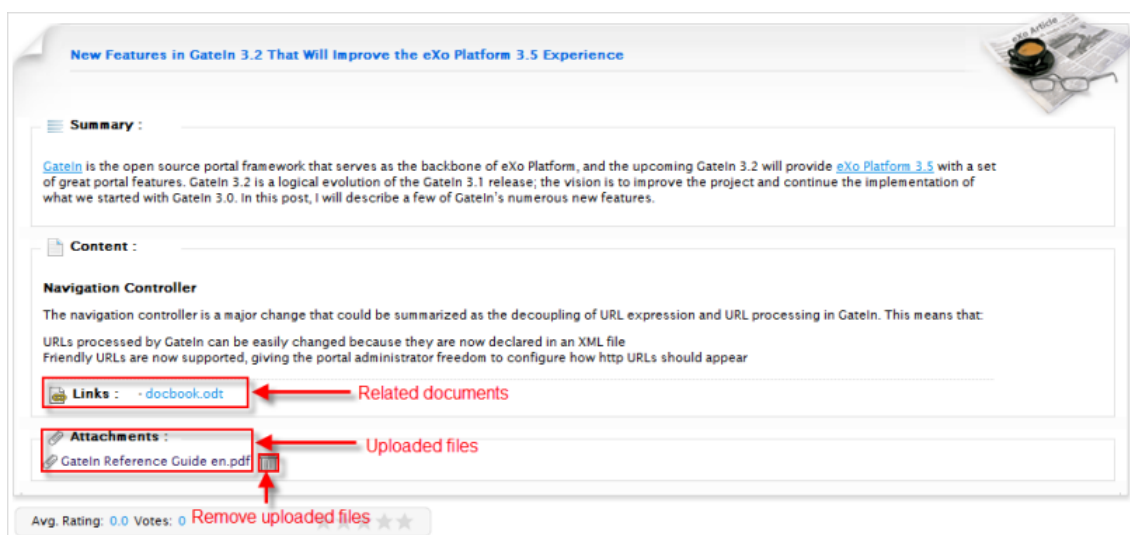 eXo Article
New Features in GateIn 3.2 That Will Improve the eXo Platform 3.5 Experience
Summary :
GateIn is the open source portal framework that serves as the backbone of eXo Platform, and the upcoming GateIn 3.2 will provide eXo Platform 3.5 with a set
of great portal features. GateIn 3.2 is a logical evolution of the GateIn 3.1 release; the vision is to improve the project and continue the implementation of
what we started with GateIn 3.0. In this post, I will describe a few of GateIn's numerous new features.
Content :
Navigation Controller
The navigation controller is a major change that could be summarized as the decoupling of URL expression and URL processing in GateIn. This means that:
URLs processed by GateIn can be easily changed because they are now declared in an XML file
Friendly URLs are now supported, giving the portal administrator freedom to configure how http URLs should appear
Links : · docbook.odt Related documents
Attachments : Uploaded files
GateIn Reference Guide en.pdf
Avg. Rating: 0.0 Votes: 0 Remove uploaded files